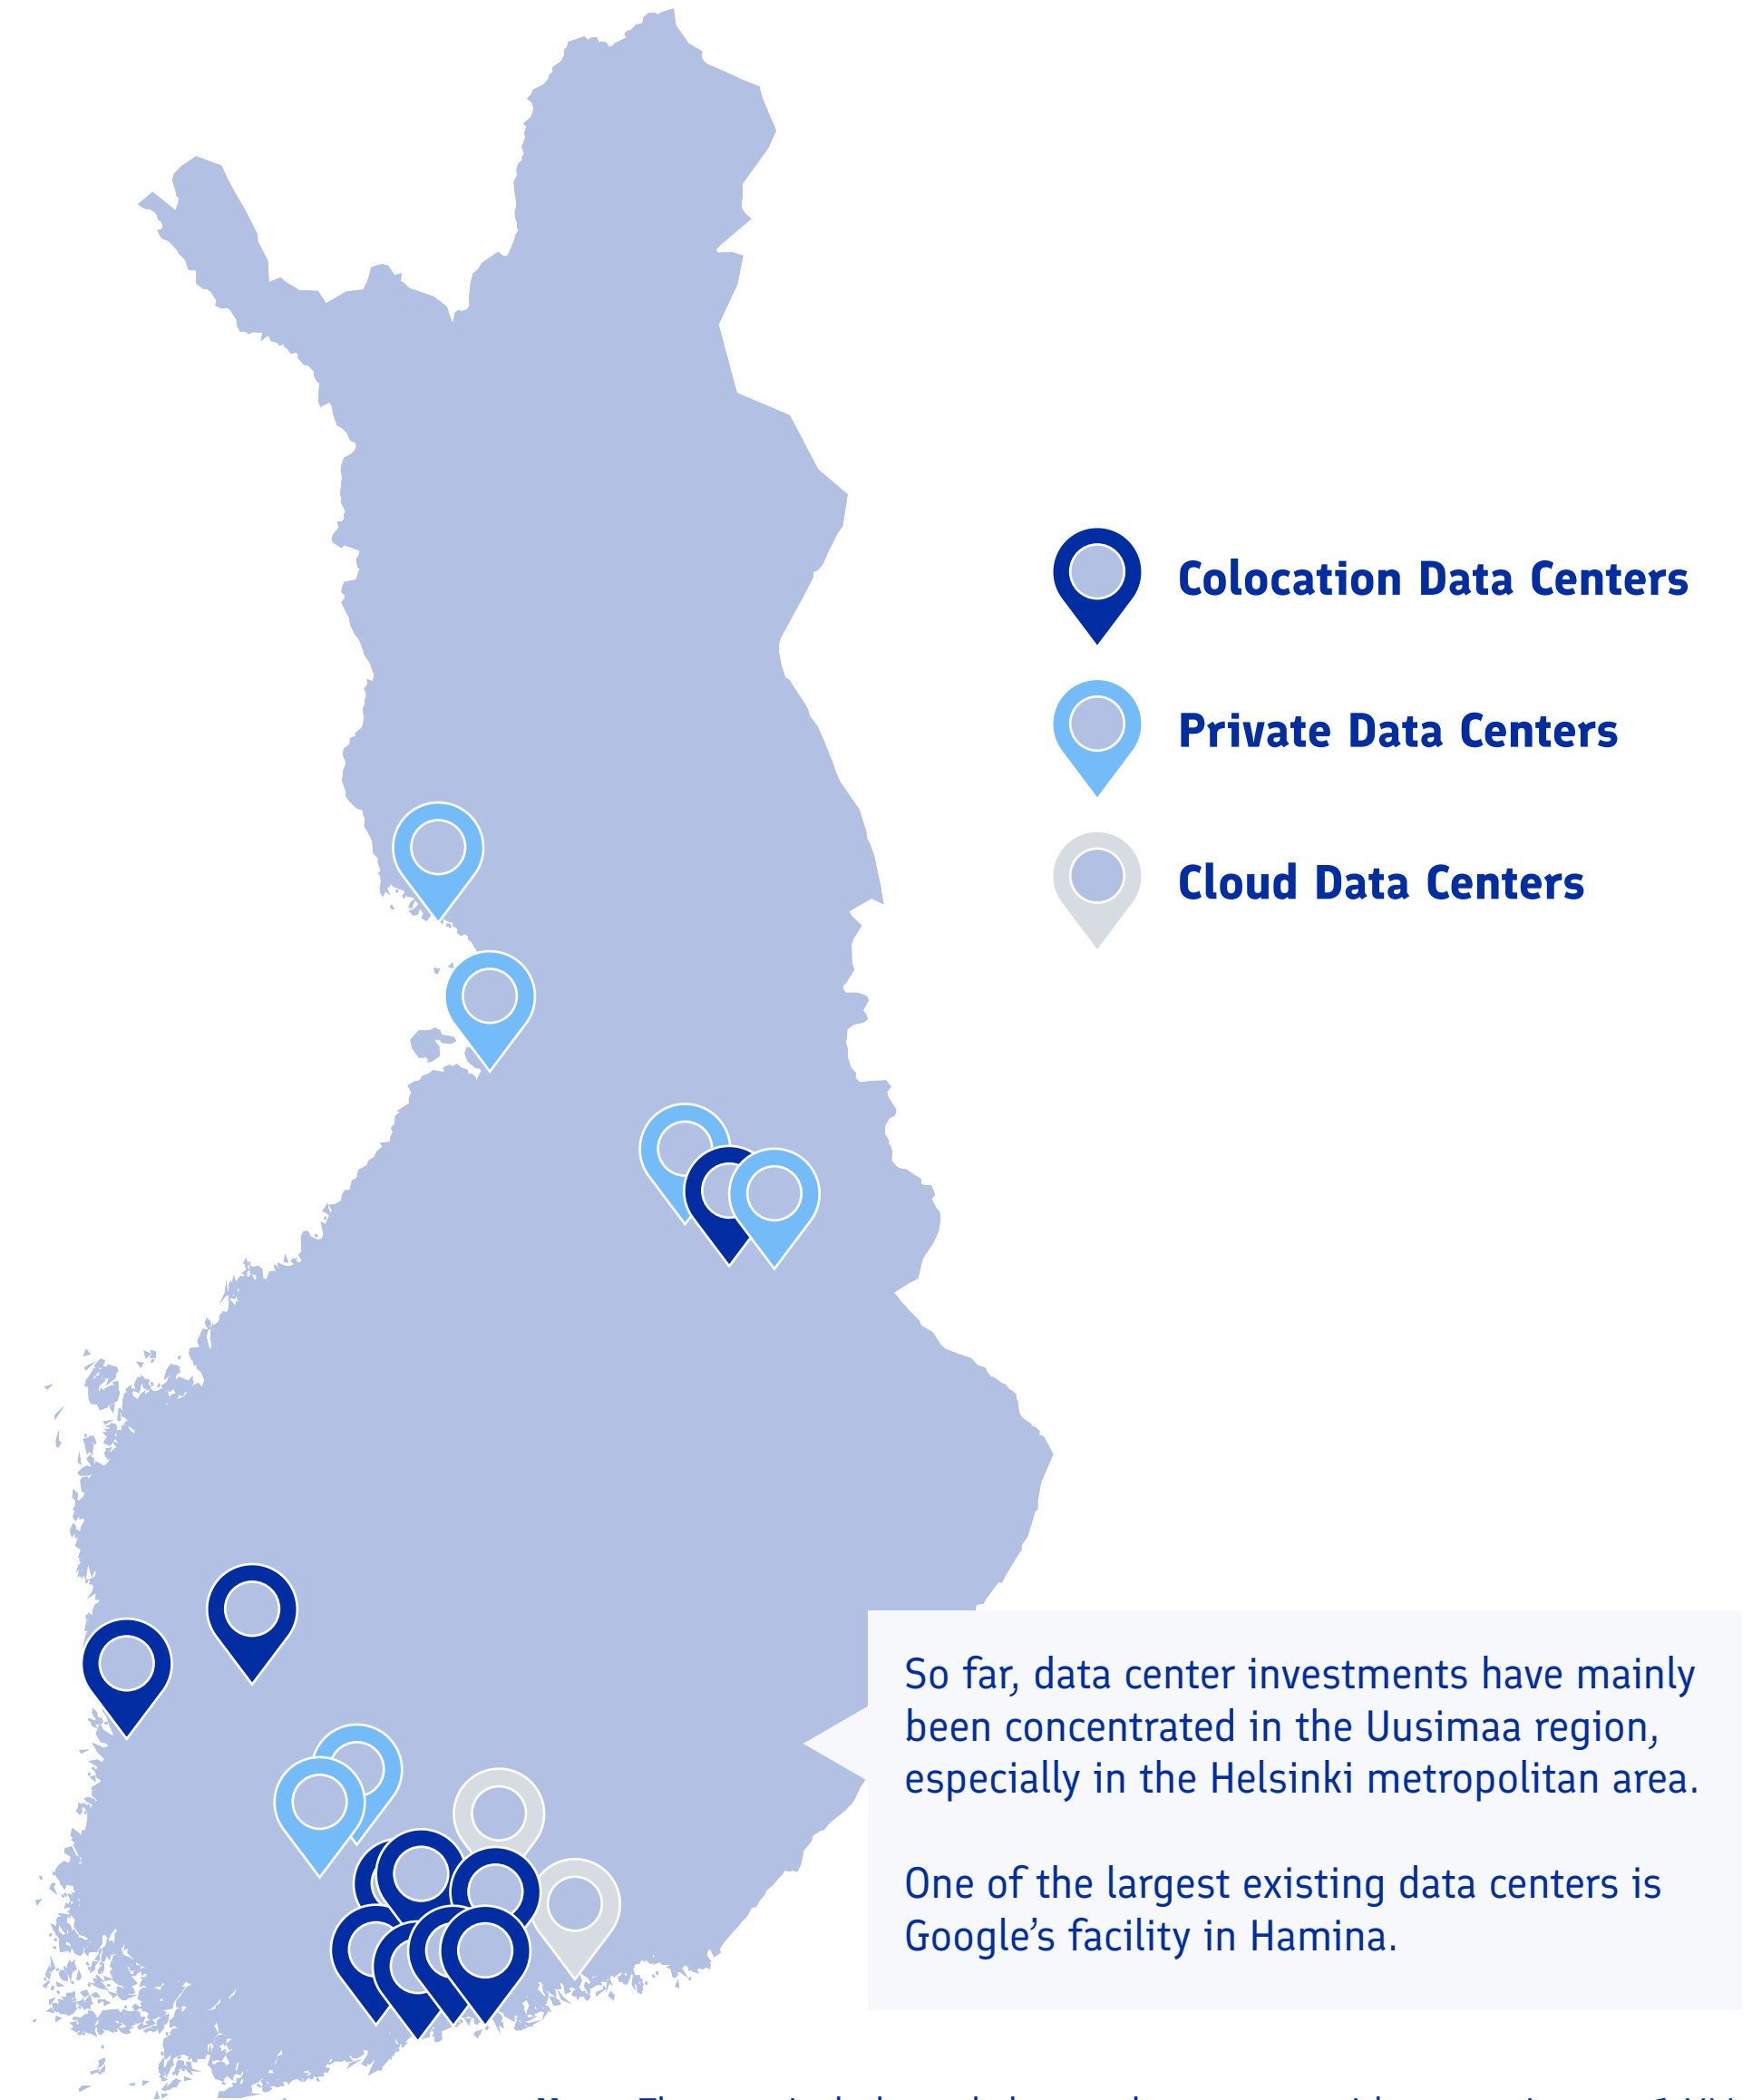 Colocation Data Centers
Private Data Centers
Cloud Data Centers
So far, data center investments have mainly
been concentrated in the Uusimaa region,
especially in the Helsinki metropolitan area.
One of the largest existing data centers is
Google’s facility in Hamina.